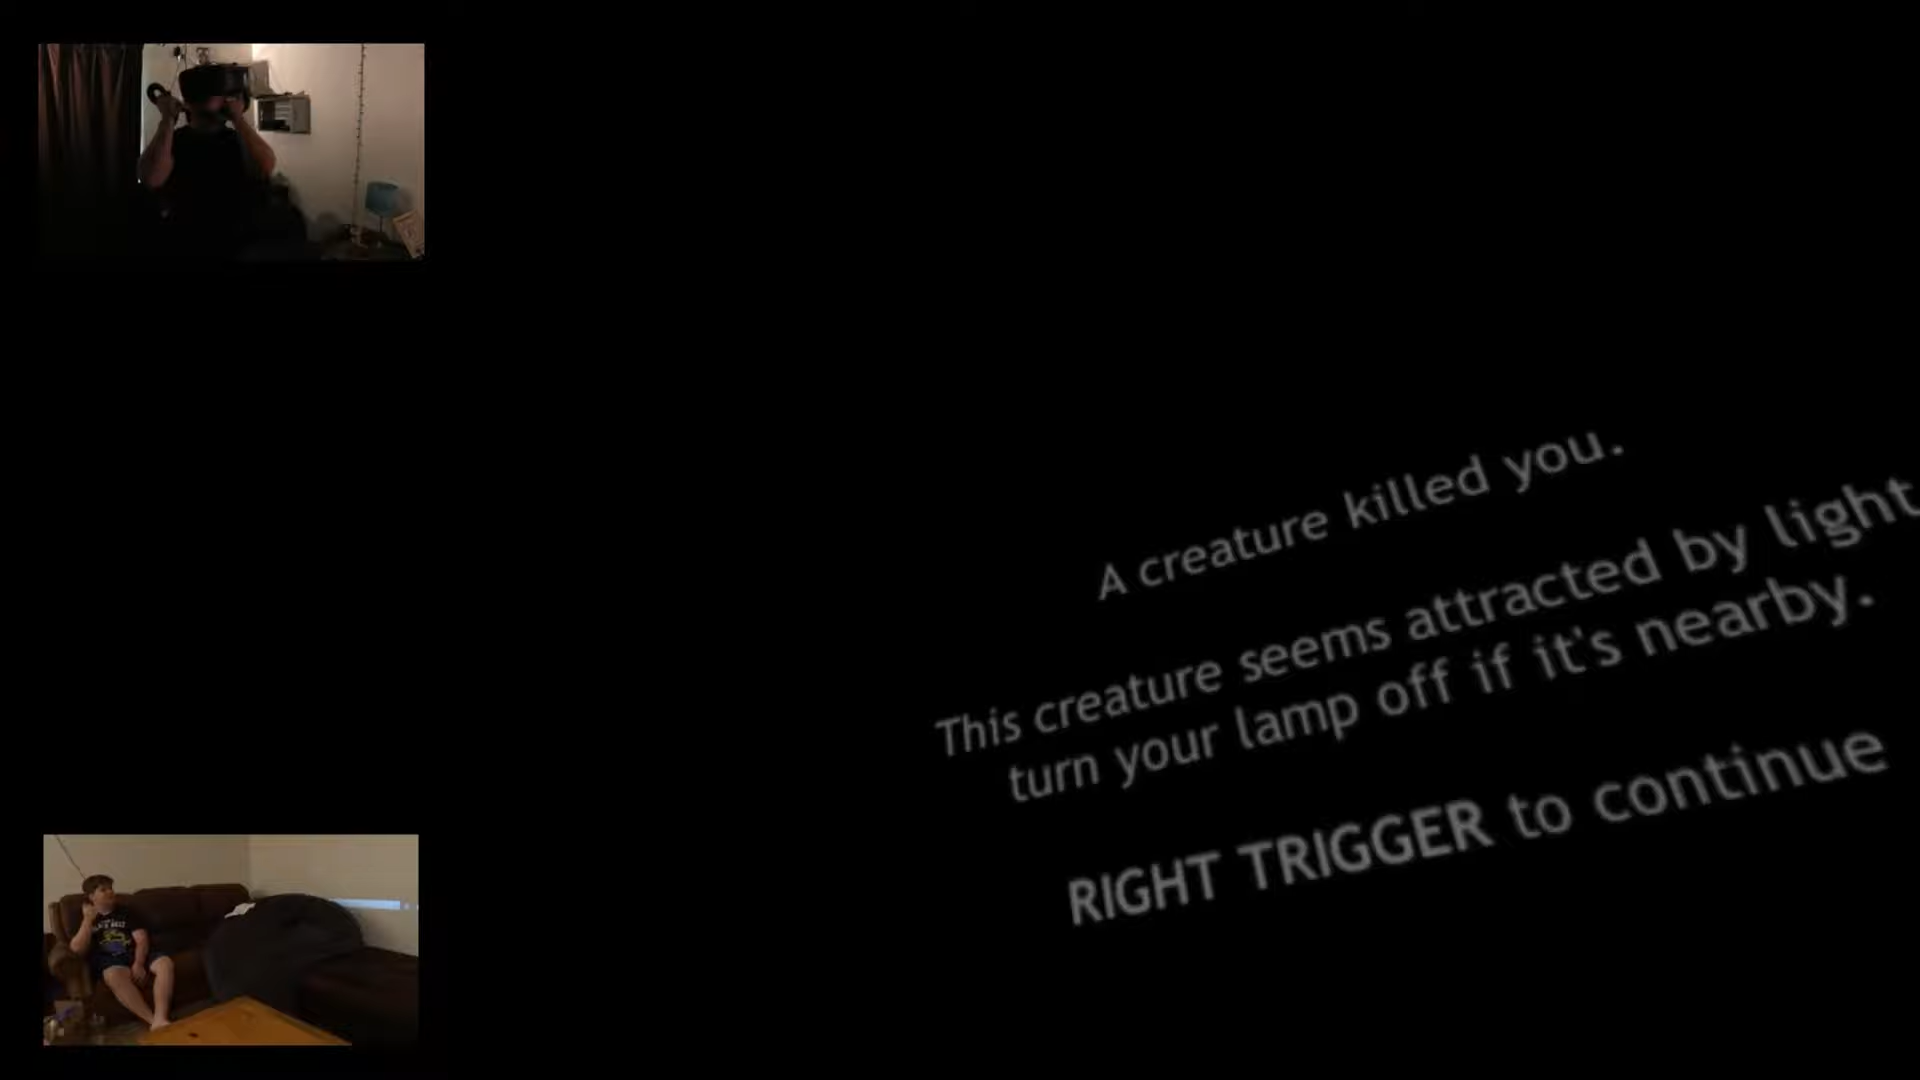 A creature killed you.
This creature seems attracted by light
turn your lamp off if it's nearby.
RIGHT TRIGGER to continue